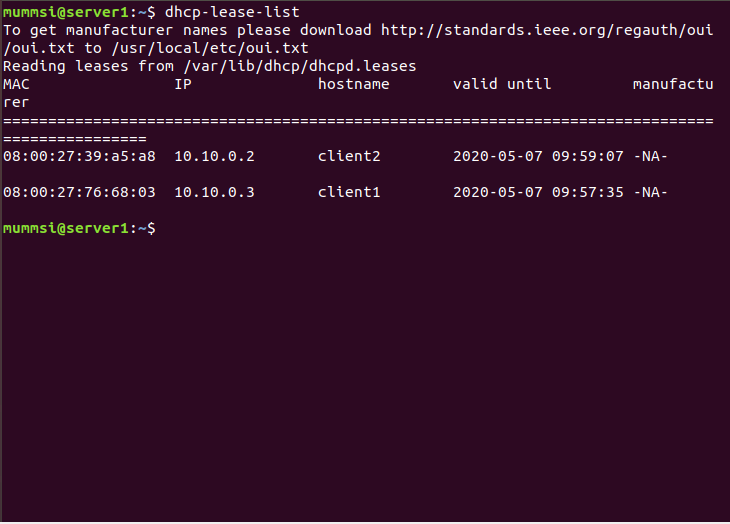 mummsi@server1:~$ dhcp-lease-list
To get manufacturer names please download http://standards.ieee.org/regauth/oui
/oui.txt to /usr/local/etc/oui.txt
Reading leases from /var/lib/dhcp/dhcpd.leases
MAC                IP              hostname       valid until         manufactu
rer
===============================================================================
================
08:00:27:39:a5:a8  10.10.0.2       client2        2020-05-07 09:59:07 -NA-
08:00:27:76:68:03  10.10.0.3       client1        2020-05-07 09:57:35 -NA-
mummsi@server1:~$